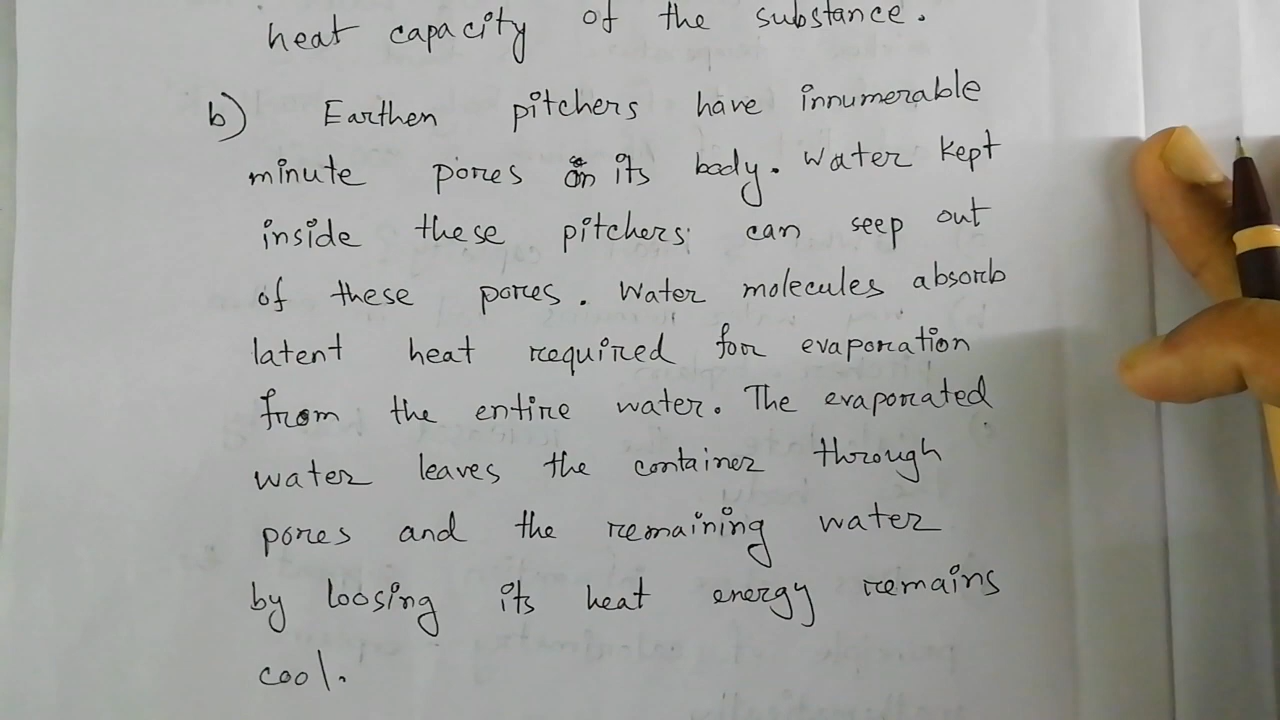 heat capacity of the substance.
b) Earthen pitchers have innumerable
minute pores in its body. Water kept
inside these pitchers can seep out
of these pores. Water molecules absorb
latent heat required for evaporation
from the entire water. The evaporated
water leaves the container through
pores and the remaining water
by loosing its heat energy remains
cool.